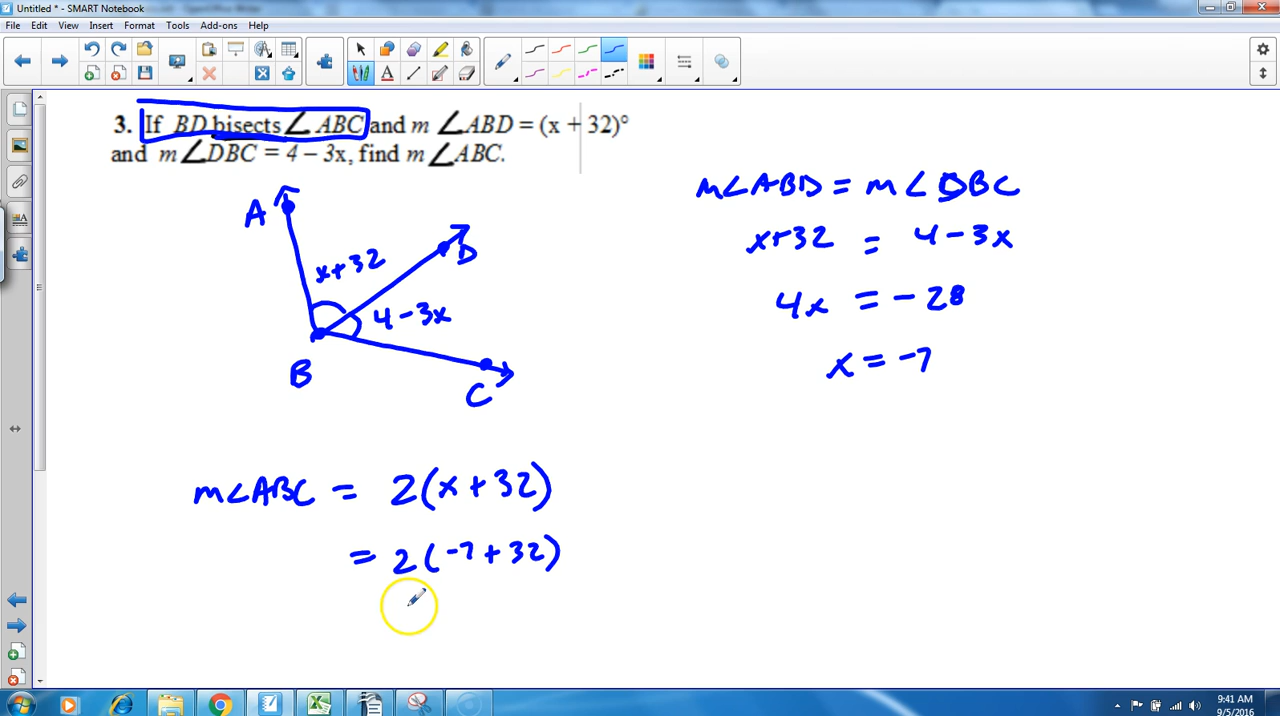 Untitled * - SMART Notebook
File Edit View Insert Format Tools Add-ons Help
3. If BD bisects ∠ABC and m ∠ABD = (x + 32)°
and m∠DBC = 4 – 3x, find m∠ABC.
A
x+32
D
4-3x
B
C
m∠ABD = m∠DBC
x+32 = 4-3x
4x = -28
x = -7
m∠ABC = 2(x+32)
= 2(-7+32)
9:41 AM
9/5/2016